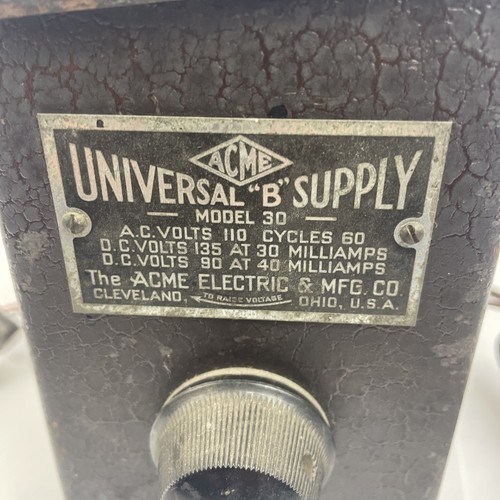 ACME
UNIVERSAL "B" SUPPLY
— MODEL 30 —
A.C. VOLTS 110 CYCLES 60
D.C. VOLTS 135 AT 30 MILLIAMPS
D.C. VOLTS 90 AT 40 MILLIAMPS
The ACME ELECTRIC & MFG. CO.
CLEVELAND, TO RAISE VOLTAGE OHIO, U.S.A.